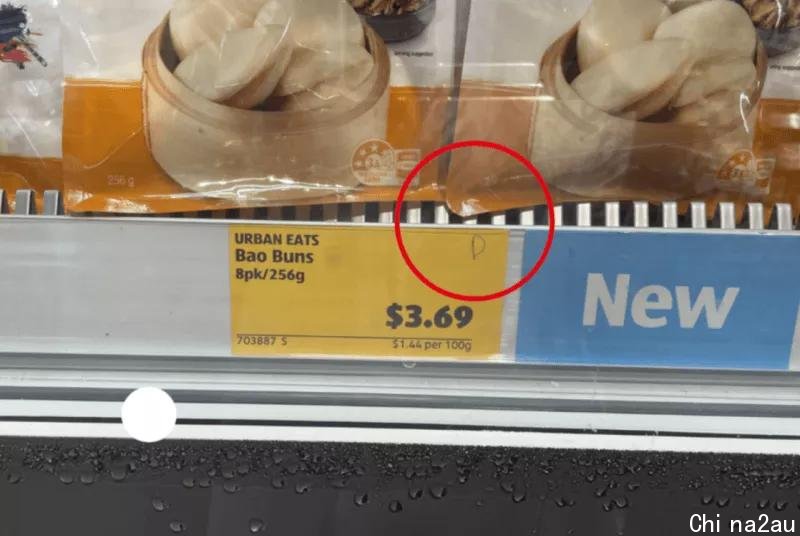 256 g
URBAN EATS
Bao Buns
8pk/256g
D
$3.69
703887 S
$1.44 per 100g
New
Chi na2au